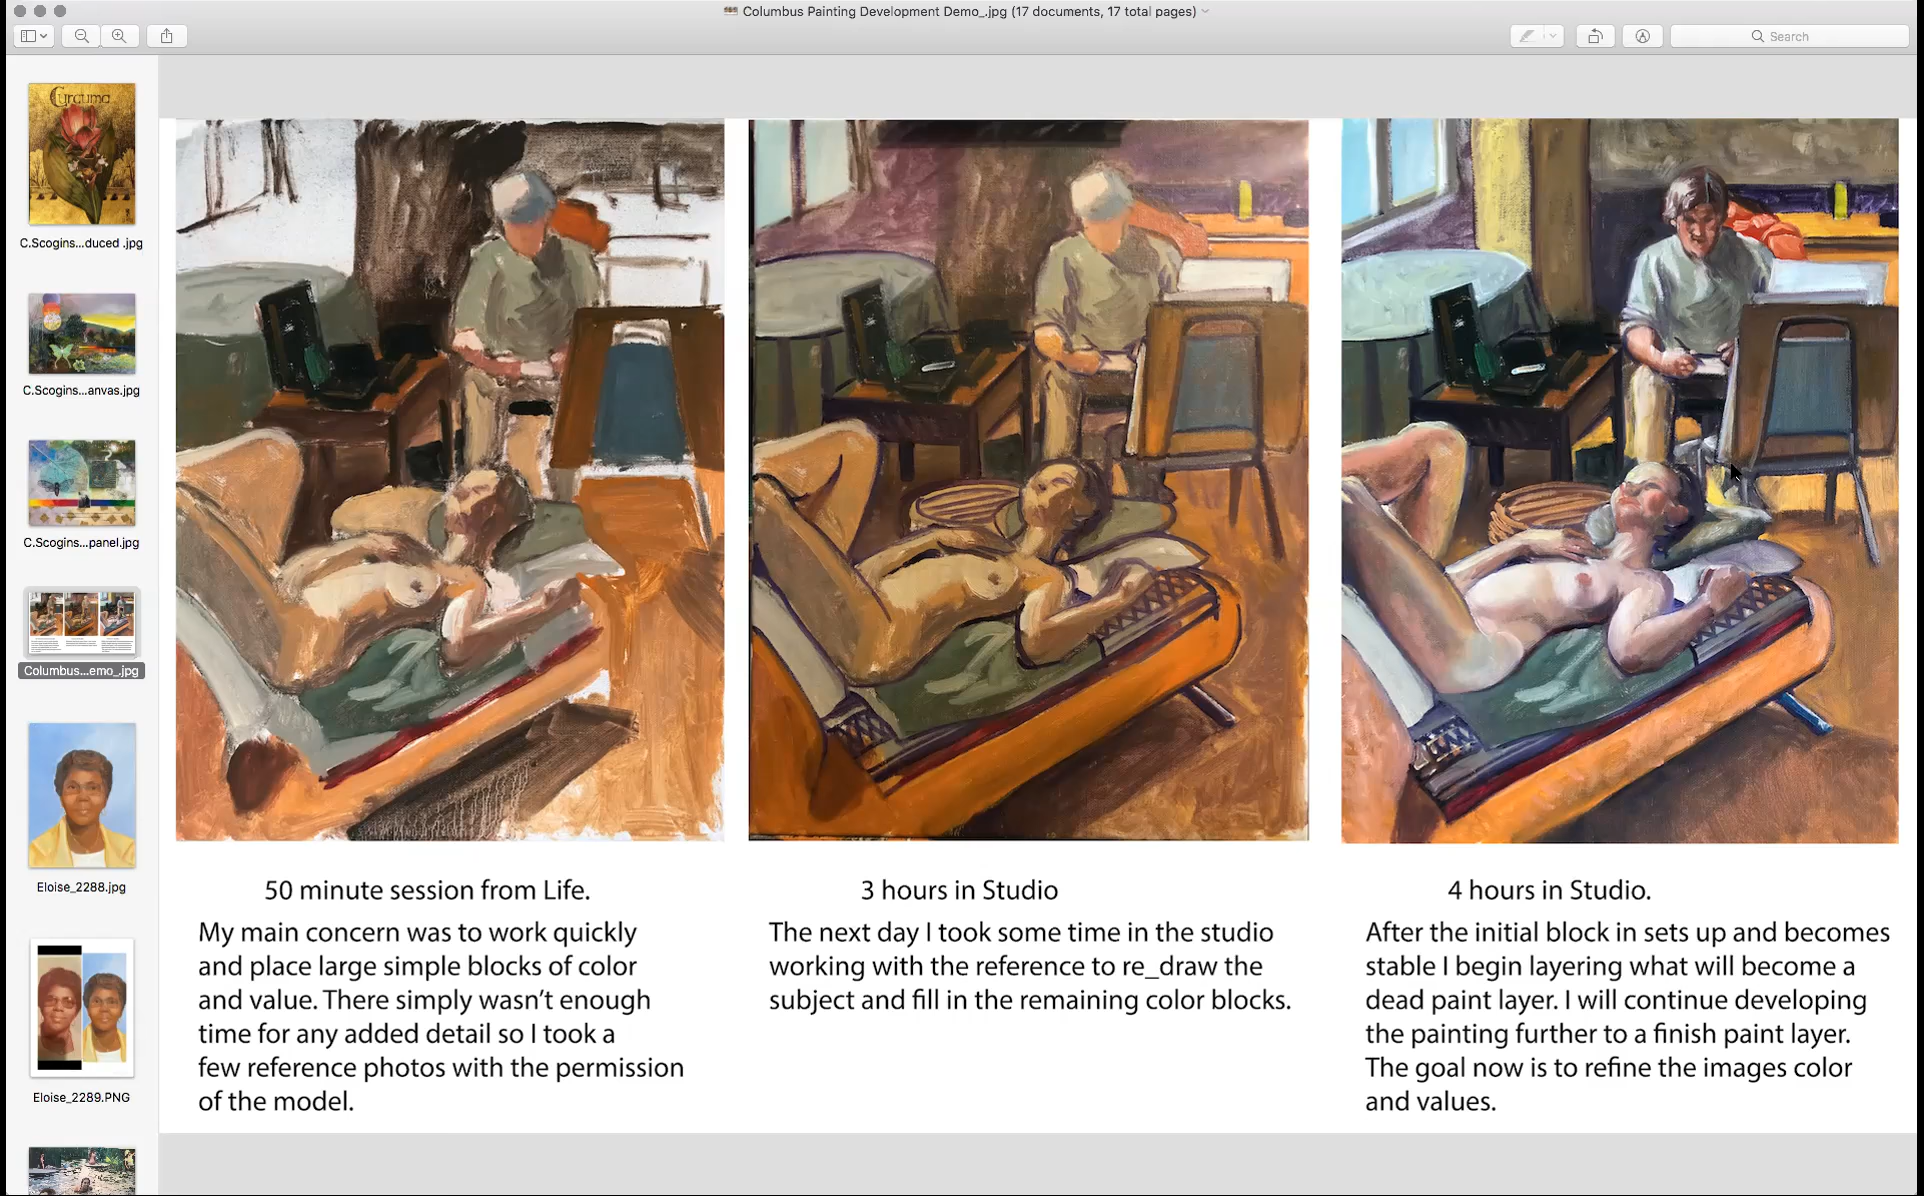 Columbus Painting Development Demo_.jpg (17 documents, 17 total pages)
Search
Curcuma
C.Scogins...duced .jpg
C.Scogins...anvas.jpg
C.Scogins...panel.jpg
Columbus...emo_.jpg
Eloise_2288.jpg
Eloise_2289.PNG
50 minute session from Life.
My main concern was to work quickly
and place large simple blocks of color
and value. There simply wasn't enough
time for any added detail so I took a
few reference photos with the permission
of the model.
3 hours in Studio
The next day I took some time in the studio
working with the reference to re_draw the
subject and fill in the remaining color blocks.
4 hours in Studio.
After the initial block in sets up and becomes
stable I begin layering what will become a
dead paint layer. I will continue developing
the painting further to a finish paint layer.
The goal now is to refine the images color
and values.